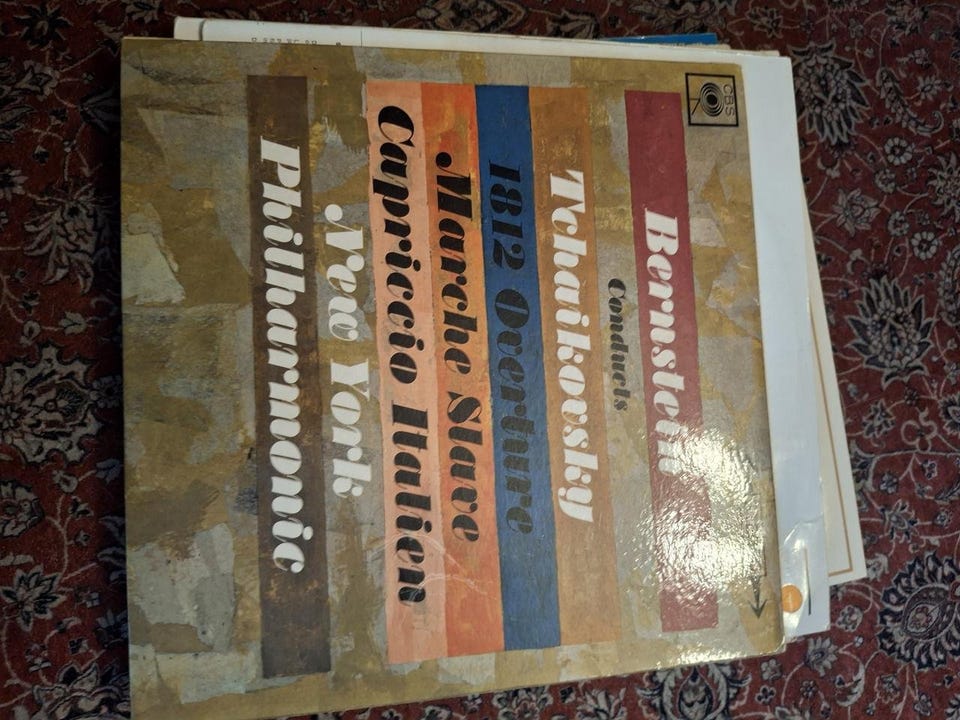 CBS
Bernstein
Conducts
Tchaikovsky
1812 Overture
Marche Slave
Capriccio Italien
New York
Philharmonic